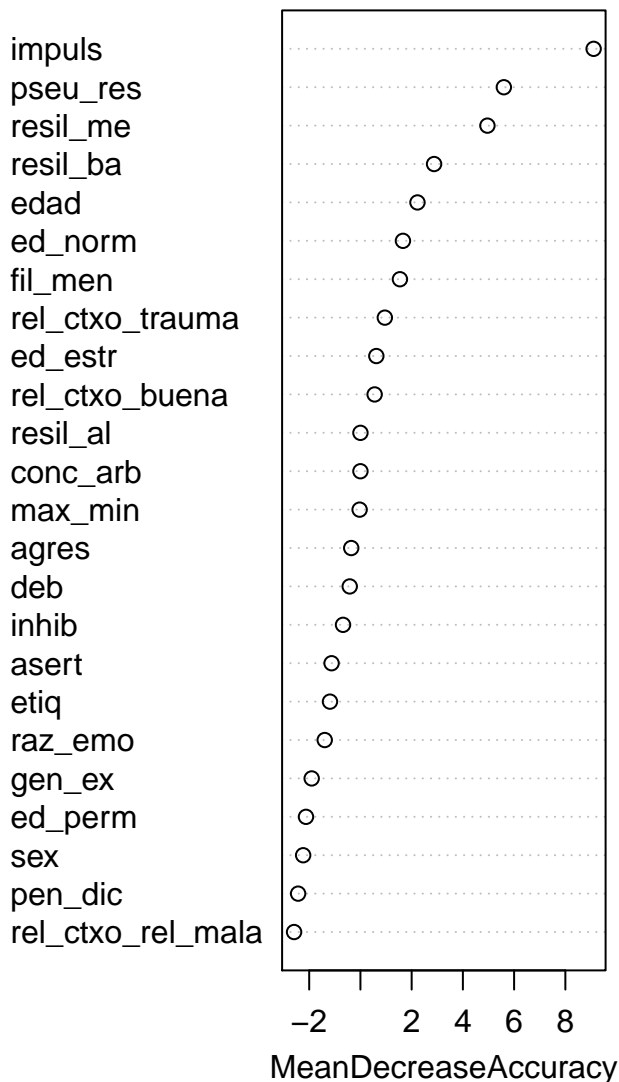 impuls
pseu_res
resil_me
resil_ba
edad
ed_norm
fil_men
rel_ctxo_trauma
ed_estr
rel_ctxo_buena
resil_al
conc_arb
max_min
agres
deb
inhib
asert
etiq
raz_emo
gen_ex
ed_perm
sex
pen_dic
rel_ctxo_rel_mala
−2 2 4 6 8
MeanDecreaseAccuracy